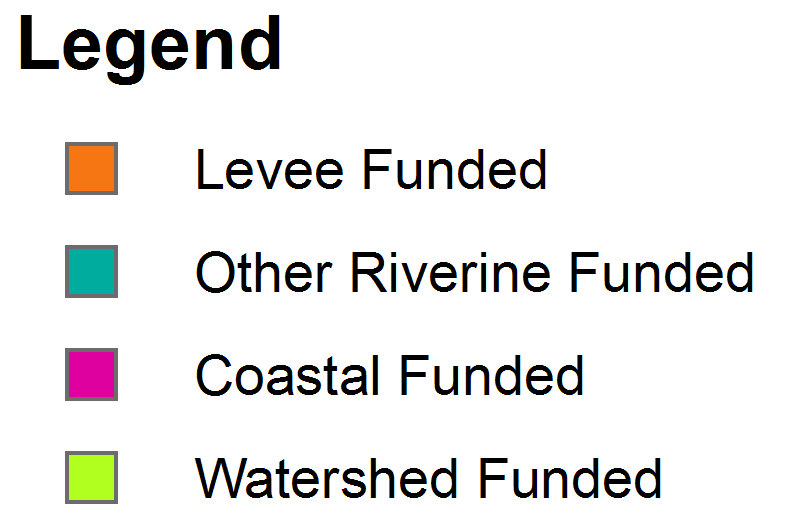 Legend
Levee Funded
Other Riverine Funded
Coastal Funded
Watershed Funded